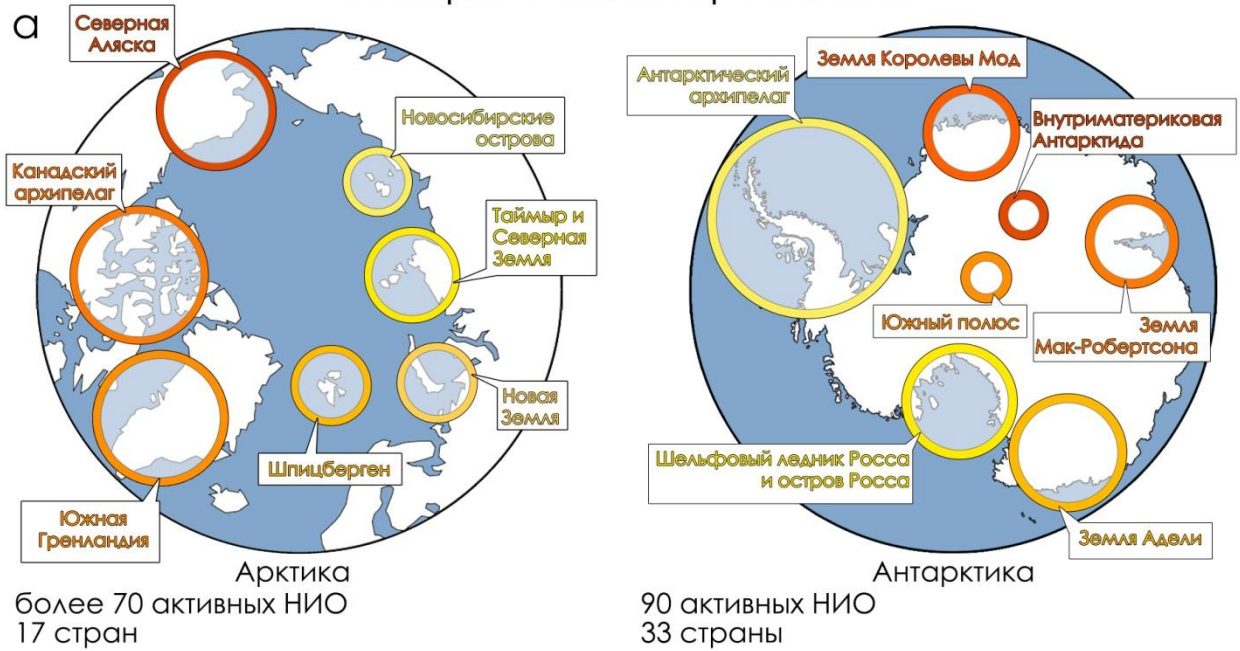 а
Северная
Аляска
Новосибирские
острова
Канадский
архипелаг
Таймыр и
Северная
Земля
Новая
Земля
Шпицберген
Южная
Гренландия
Арктика
более 70 активных НИО
17 стран
Антарктический
архипелаг
Земля Королевы Мод
Внутриматериковая
Антарктида
Южный полюс
Земля
Мак-Робертсона
Шельфовый ледник Росса
и остров Росса
Земля Адели
Антарктика
90 активных НИО
33 страны